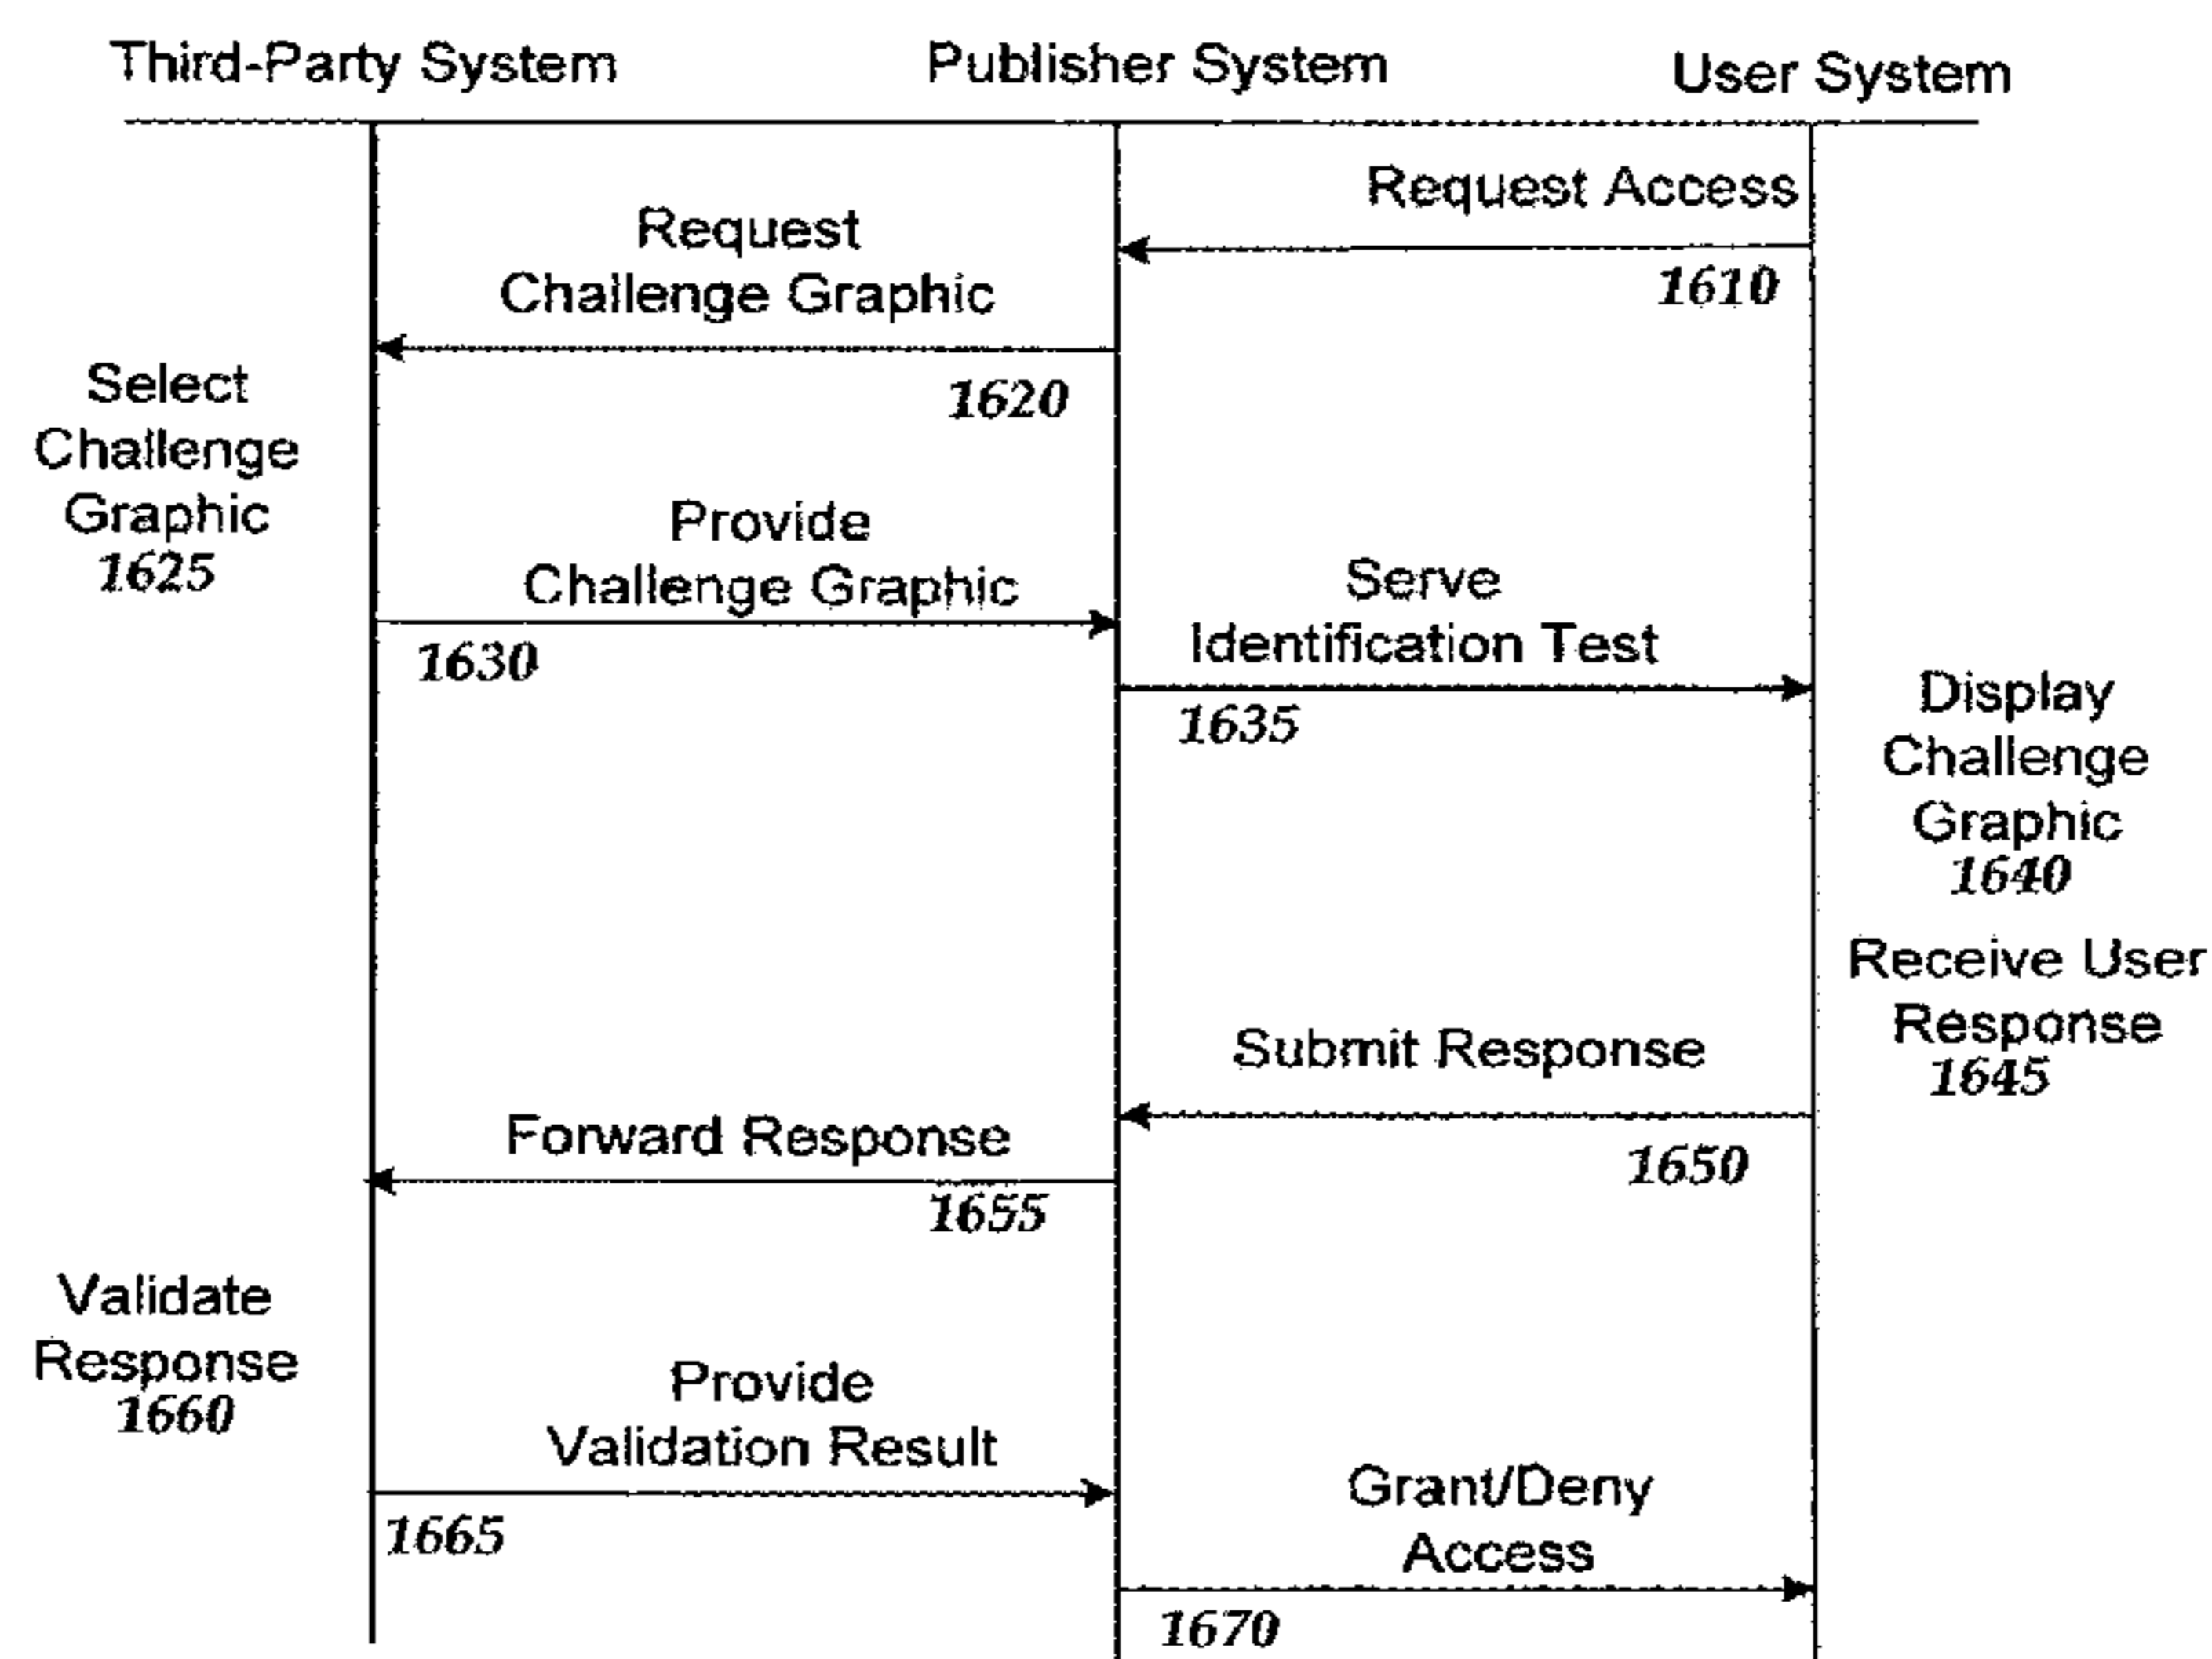 Third-Party System
Publisher System
User System
Request Access
1610
Request
Challenge Graphic
1620
Select
Challenge
Graphic
1625
Provide
Challenge Graphic
1630
Serve
Identification Test
1635
Display
Challenge
Graphic
1640
Receive User
Response
1645
Submit Response
1650
Forward Response
1655
Validate
Response
1660
Provide
Validation Result
1665
Grant/Deny
Access
1670